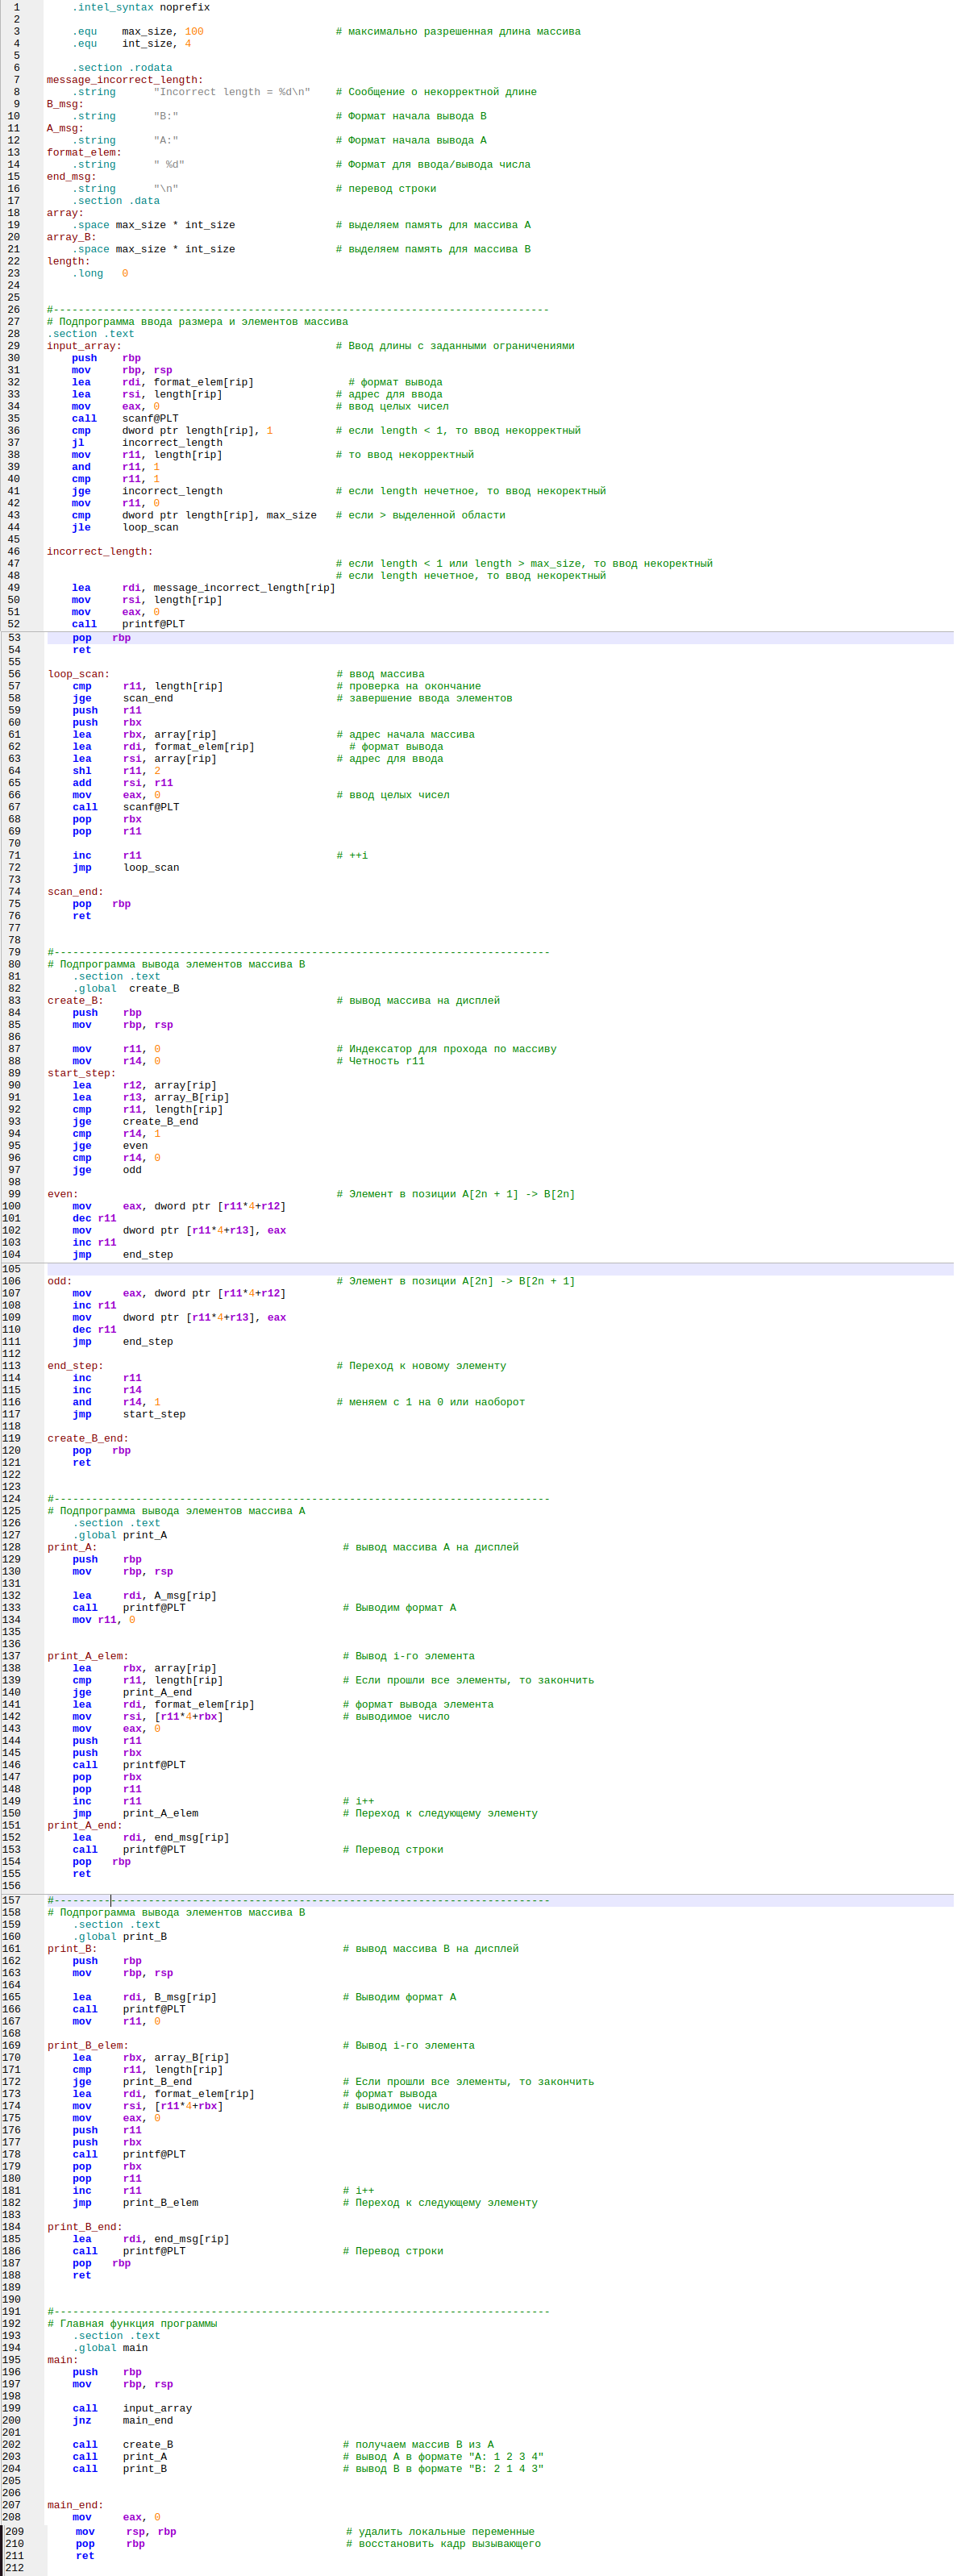 1 .intel_syntax noprefix
2
3 .equ max_size, 100 # максимально разрешенная длина массива
4 .equ int_size, 4
5
6 .section .rodata
7 message_incorrect_length:
8 .string "Incorrect length = %d\n" # Сообщение о некорректной длине
9 B_msg:
10 .string "B:" # Формат начала вывода B
11 A_msg:
12 .string "A:" # Формат начала вывода A
13 format_elem:
14 .string " %d" # Формат для ввода/вывода числа
15 end_msg:
16 .string "\n" # перевод строки
17 .section .data
18 array:
19 .space max_size * int_size # выделяем память для массива A
20 array_B:
21 .space max_size * int_size # выделяем память для массива B
22 length:
23 .long 0
24
25
26 #-------------------------------------------------------------------------------
27 # Подпрограмма ввода размера и элементов массива
28 .section .text
29 input_array: # Ввод длины с заданными ограничениями
30 push rbp
31 mov rbp, rsp
32 lea rdi, format_elem[rip] # формат вывода
33 lea rsi, length[rip] # адрес для ввода
34 mov eax, 0 # ввод целых чисел
35 call scanf@PLT
36 cmp dword ptr length[rip], 1 # если length < 1, то ввод некорректный
37 jl incorrect_length
38 mov r11, length[rip] # то ввод некорректный
39 and r11, 1
40 cmp r11, 1
41 jge incorrect_length # если length нечетное, то ввод некоректный
42 mov r11, 0
43 cmp dword ptr length[rip], max_size # если > выделенной области
44 jle loop_scan
45
46 incorrect_length:
47 # если length < 1 или length > max_size, то ввод некоректный
48 # если length нечетное, то ввод некоректный
49 lea rdi, message_incorrect_length[rip]
50 mov rsi, length[rip]
51 mov eax, 0
52 call printf@PLT
53 pop rbp
54 ret
55
56 loop_scan: # ввод массива
57 cmp r11, length[rip] # проверка на окончание
58 jge scan_end # завершение ввода элементов
59 push r11
60 push rbx
61 lea rbx, array[rip] # адрес начала массива
62 lea rdi, format_elem[rip] # формат вывода
63 lea rsi, array[rip] # адрес для ввода
64 shl r11, 2
65 add rsi, r11
66 mov eax, 0 # ввод целых чисел
67 call scanf@PLT
68 pop rbx
69 pop r11
70
71 inc r11 # ++i
72 jmp loop_scan
73
74 scan_end:
75 pop rbp
76 ret
77
78
79 #-------------------------------------------------------------------------------
80 # Подпрограмма вывода элементов массива B
81 .section .text
82 .global create_B
83 create_B: # вывод массива на дисплей
84 push rbp
85 mov rbp, rsp
86
87 mov r11, 0 # Индексатор для прохода по массиву
88 mov r14, 0 # Четность r11
89 start_step:
90 lea r12, array[rip]
91 lea r13, array_B[rip]
92 cmp r11, length[rip]
93 jge create_B_end
94 cmp r14, 1
95 jge even
96 cmp r14, 0
97 jge odd
98
99 even: # Элемент в позиции A[2n + 1] -> B[2n]
100 mov eax, dword ptr [r11*4+r12]
101 dec r11
102 mov dword ptr [r11*4+r13], eax
103 inc r11
104 jmp end_step
105
106 odd: # Элемент в позиции A[2n] -> B[2n + 1]
107 mov eax, dword ptr [r11*4+r12]
108 inc r11
109 mov dword ptr [r11*4+r13], eax
110 dec r11
111 jmp end_step
112
113 end_step: # Переход к новому элементу
114 inc r11
115 inc r14
116 and r14, 1 # меняем с 1 на 0 или наоборот
117 jmp start_step
118
119 create_B_end:
120 pop rbp
121 ret
122
123
124 #-------------------------------------------------------------------------------
125 # Подпрограмма вывода элементов массива A
126 .section .text
127 .global print_A
128 print_A: # вывод массива A на дисплей
129 push rbp
130 mov rbp, rsp
131
132 lea rdi, A_msg[rip]
133 call printf@PLT # Выводим формат A
134 mov r11, 0
135
136
137 print_A_elem: # Вывод i-го элемента
138 lea rbx, array[rip]
139 cmp r11, length[rip] # Если прошли все элементы, то закончить
140 jge print_A_end
141 lea rdi, format_elem[rip] # формат вывода элемента
142 mov rsi, [r11*4+rbx] # выводимое число
143 mov eax, 0
144 push r11
145 push rbx
146 call printf@PLT
147 pop rbx
148 pop r11
149 inc r11 # i++
150 jmp print_A_elem # Переход к следующему элементу
151 print_A_end:
152 lea rdi, end_msg[rip]
153 call printf@PLT # Перевод строки
154 pop rbp
155 ret
156
157 #-------------------------------------------------------------------------------
158 # Подпрограмма вывода элементов массива B
159 .section .text
160 .global print_B
161 print_B: # вывод массива B на дисплей
162 push rbp
163 mov rbp, rsp
164
165 lea rdi, B_msg[rip] # Выводим формат A
166 call printf@PLT
167 mov r11, 0
168
169 print_B_elem: # Вывод i-го элемента
170 lea rbx, array_B[rip]
171 cmp r11, length[rip]
172 jge print_B_end # Если прошли все элементы, то закончить
173 lea rdi, format_elem[rip] # формат вывода
174 mov rsi, [r11*4+rbx] # выводимое число
175 mov eax, 0
176 push r11
177 push rbx
178 call printf@PLT
179 pop rbx
180 pop r11
181 inc r11 # i++
182 jmp print_B_elem # Переход к следующему элементу
183
184 print_B_end:
185 lea rdi, end_msg[rip]
186 call printf@PLT # Перевод строки
187 pop rbp
188 ret
189
190
191 #-------------------------------------------------------------------------------
192 # Главная функция программы
193 .section .text
194 .global main
195 main:
196 push rbp
197 mov rbp, rsp
198
199 call input_array
200 jnz main_end
201
202 call create_B # получаем массив B из A
203 call print_A # вывод A в формате "A: 1 2 3 4"
204 call print_B # вывод B в формате "B: 2 1 4 3"
205
206
207 main_end:
208 mov eax, 0
209 mov rsp, rbp # удалить локальные переменные
210 pop rbp # восстановить кадр вызывающего
211 ret
212